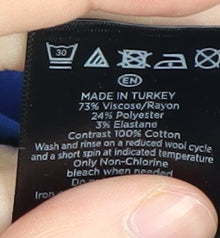 30
EN
MADE IN TURKEY
73% Viscose/Rayon
24% Polyester
3% Elastane
Contrast 100% Cotton
Wash and rinse on a reduced wool cycle
and a short spin at indicated temperature
Only Non-Chlorine
bleach when needed
Do
Iron